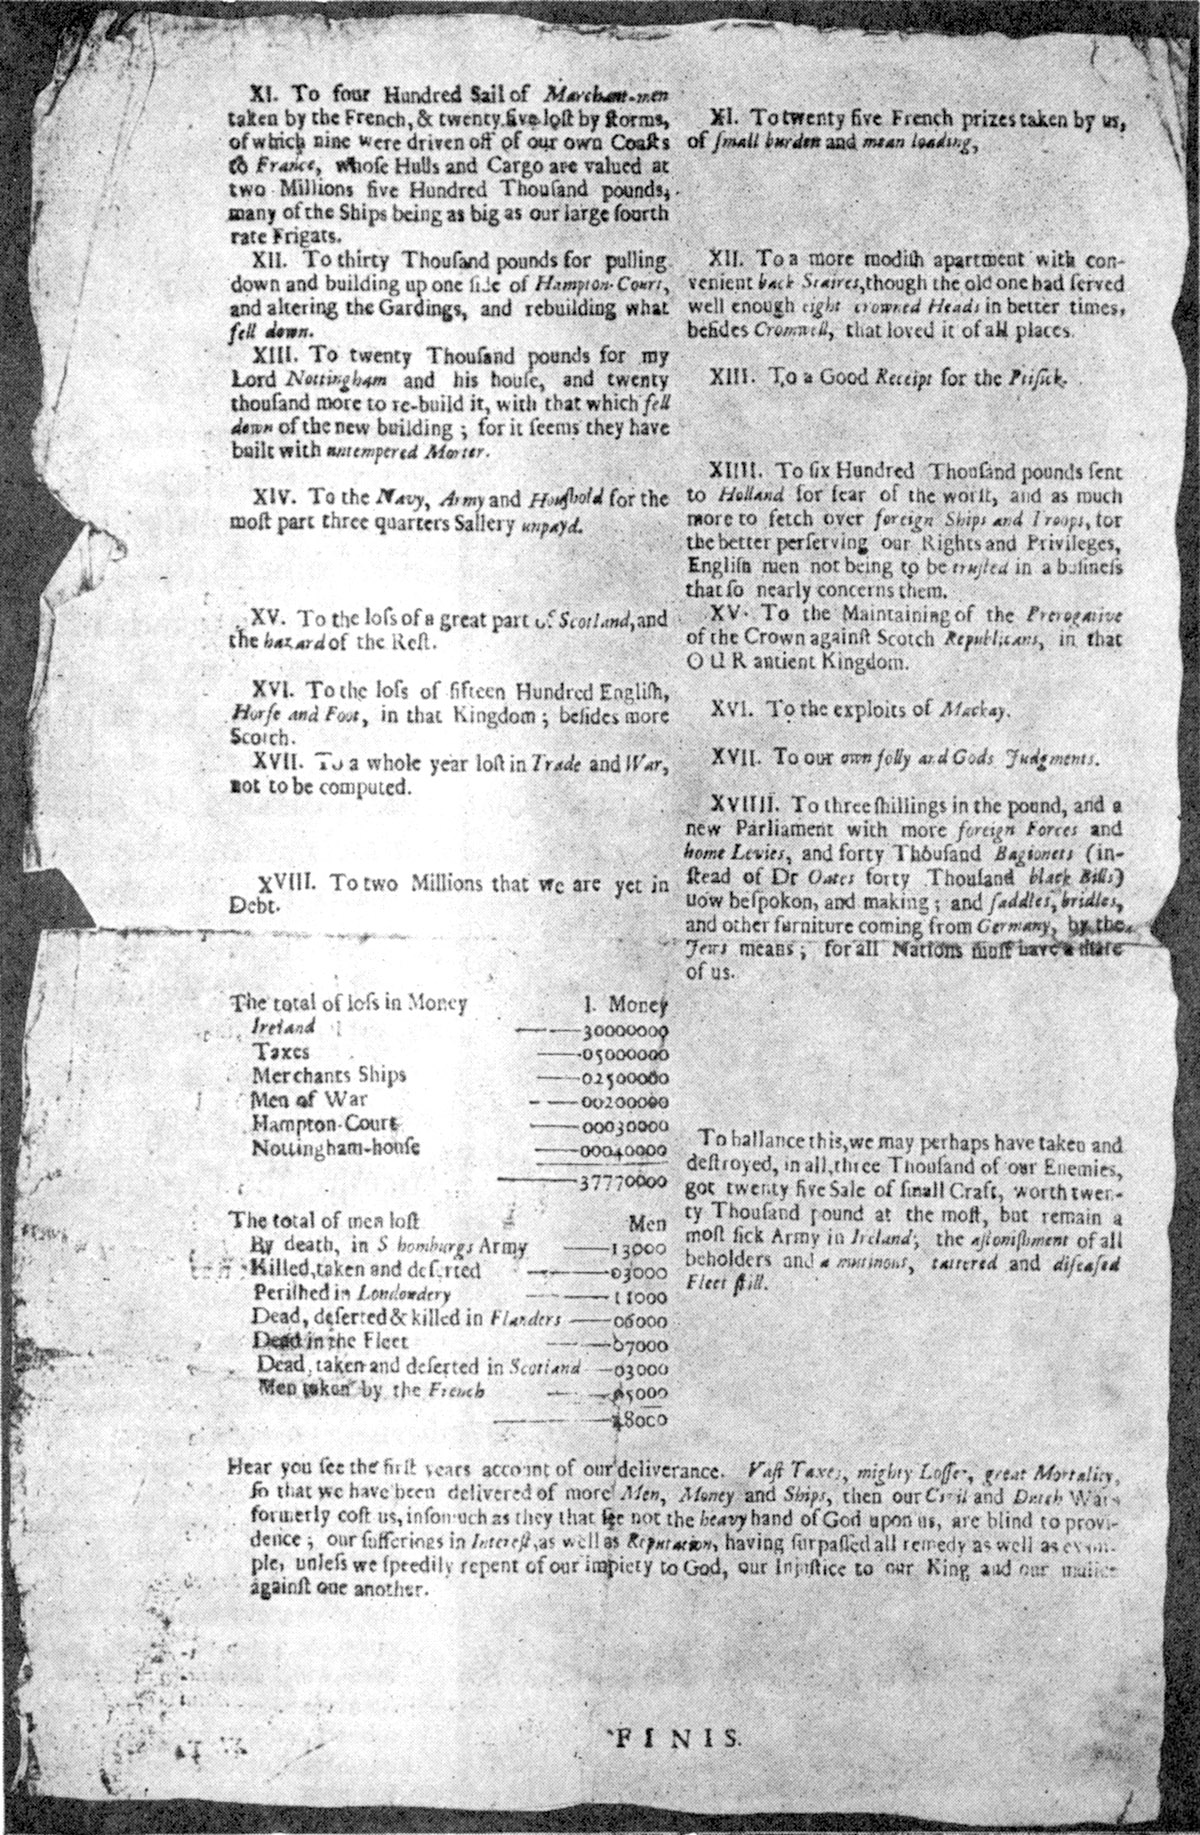 XI. To four Hundred Sail of Marchant-men
taken by the French, & twenty five loſt by ſtorms,
of which nine were driven off of our own Coaſts
to France, whoſe Hulls and Cargo are valued at
two Millions five Hundred Thouſand pounds,
many of the Ships being as big as our large fourth
rate Frigats.
XII. To thirty Thouſand pounds for pulling
down and building up one ſide of Hampton-Court,
and altering the Gardings, and rebuilding what
fell down.
XIII. To twenty Thouſand pounds for my
Lord Nottingham and his houſe, and twenty
thouſand more to re-build it, with that which fell
down of the new building; for it ſeems they have
built with untempered Morter.
XIV. To the Navy, Army and Houſhold for the
moſt part three quarters Sallery unpayd.
XV. To the loſs of a great part of Scotland, and
the hazard of the Reſt.
XVI. To the loſs of fifteen Hundred Engliſh,
Horſe and Foot, in that Kingdom; beſides more
Scotch.
XVII. To a whole year loſt in Trade and War,
not to be computed.
XVIII. To two Millions that we are yet in
Debt.
XI. To twenty five French prizes taken by us,
of ſmall burden and mean loading,
XII. To a more modiſh apartment with con-
venient back Staires, though the old one had ſerved
well enough eight crowned Heads in better times,
beſides Cromwell, that loved it of all places.
XIII. To a Good Receipt for the Ptiſick.
XIIII. To ſix Hundred Thouſand pounds ſent
to Holland for fear of the worſt, and as much
more to fetch over foreign Ships and Troops, for
the better perſerving our Rights and Privileges,
Engliſh men not being to be truſted in a buſineſs
that ſo nearly concerns them.
XV. To the Maintaining of the Prerogative
of the Crown againſt Scotch Republicans, in that
OUR antient Kingdom.
XVI. To the exploits of Mackay.
XVII. To our own folly and Gods Judgments.
XVIIII. To three ſhillings in the pound, and a
new Parliament with more foreign Forces and
home Levies, and forty Thouſand Bagionets (in-
ſtead of Dr Oates forty Thouſand black Bills)
uow beſpokon, and making; and ſaddles, bridles,
and other furniture coming from Germany, by the
Jews means; for all Nations muſt have a ſhare
of us.
The total of loſs in Money l. Money
Ireland 30000000
Taxes 05000000
Merchants Ships 02500000
Men of War 00200000
Hampton-Court 00030000
Nottingham-houſe 00040000
37770000
The total of men loſt Men
By death, in S homburgs Army 13000
Killed, taken and deſerted 03000
Periſhed in Londondery 11000
Dead, deſerted & killed in Flanders 06000
Dead in the Fleet 07000
Dead, taken and deſerted in Scotland 03000
Men taken by the French 05000
48000
To ballance this, we may perhaps have taken and
deſtroyed, in all, three Thouſand of our Enemies,
got twenty five Sale of ſmall Craft, worth twen-
ty Thouſand pound at the moſt, but remain a
moſt ſick Army in Ireland; the aſtoniſhment of all
beholders and a mutinous, tattered and diſeaſed
Fleet ſtill.
Hear you ſee the firſt years account of our deliverance. Vaſt Taxes, mighty Loſſes, great Mortality,
ſo that we have been delivered of more Men, Money and Ships, then our Civil and Dutch Wars
formerly coſt us, inſomuch as they that ſee not the heavy hand of God upon us, are blind to provi-
dence; our ſufferings in Intereſt, as well as Reputation, having ſurpaſſed all remedy as well as exam-
ple, unleſs we ſpeedily repent of our impiety to God, our Injuſtice to our King and our malice
againſt one another.
FINIS.